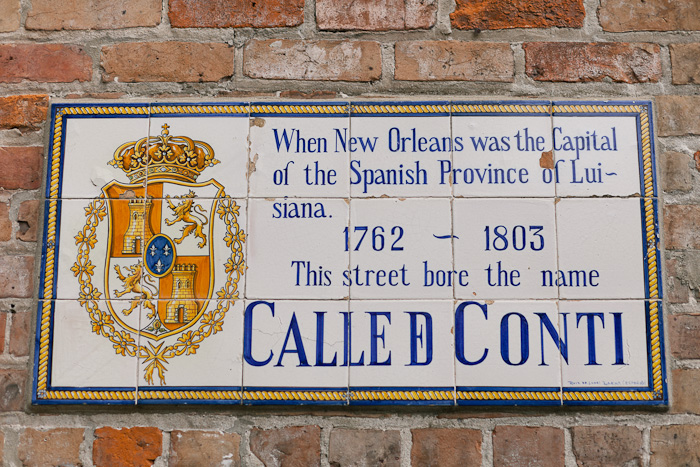 When New Orleans was the Capital
of the Spanish Province of Lui~
siana.
1762 ~ 1803
This street bore the name
CALLE Đ CONTI